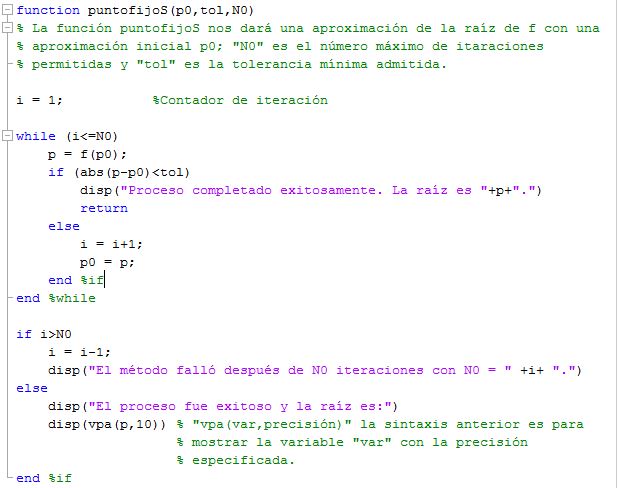 function puntofijoS(p0,tol,N0)
% La función puntofijoS nos dará una aproximación de la raíz de f con una
% aproximación inicial p0; "N0" es el número máximo de itaraciones
% permitidas y "tol" es la tolerancia mínima admitida.
i = 1; %Contador de iteración
while (i<=N0)
p = f(p0);
if (abs(p-p0)<tol)
disp("Proceso completado exitosamente. La raíz es "+p+".")
return
else
i = i+1;
p0 = p;
end %if
end %while
if i>N0
i = i-1;
disp("El método falló después de N0 iteraciones con N0 = " +i+ ".")
else
disp("El proceso fue exitoso y la raíz es:")
disp(vpa(p,10)) % "vpa(var,precisión)" la sintaxis anterior es para
% mostrar la variable "var" con la precisión
% especificada.
end %if